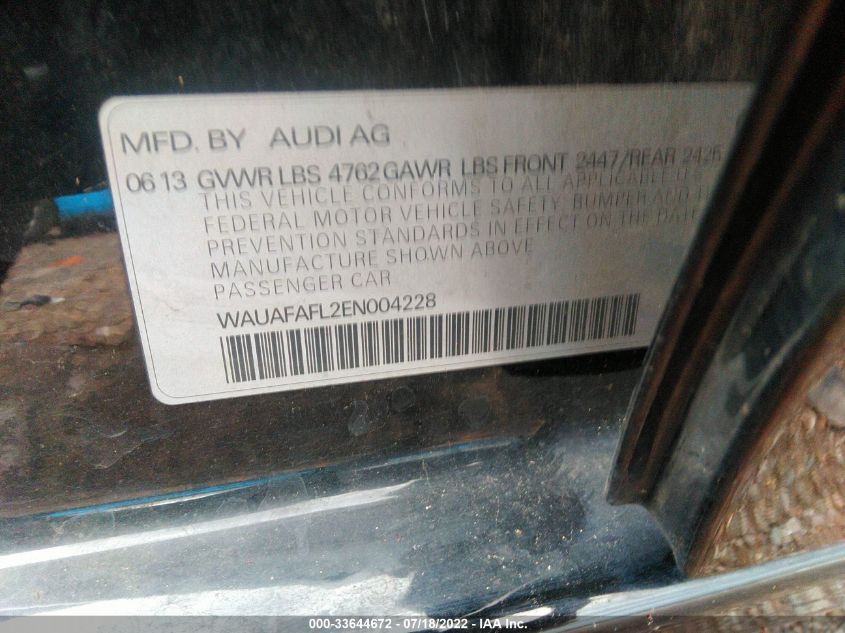 MFD. BY AUDI AG
06 13 GVWR LBS 4762 GAWR LBS FRONT 2447/REAR
THIS VEHICLE CONFORMS TO ALL APPLICABLE
FEDERAL MOTOR VEHICLE SAFETY, BUMPER AND
PREVENTION STANDARDS IN EFFECT ON THE DATE
MANUFACTURE SHOWN ABOVE
PASSENGER CAR
WAUAFAFL2EN004228
000-33644672 - 07/18/2022 - IAA Inc.